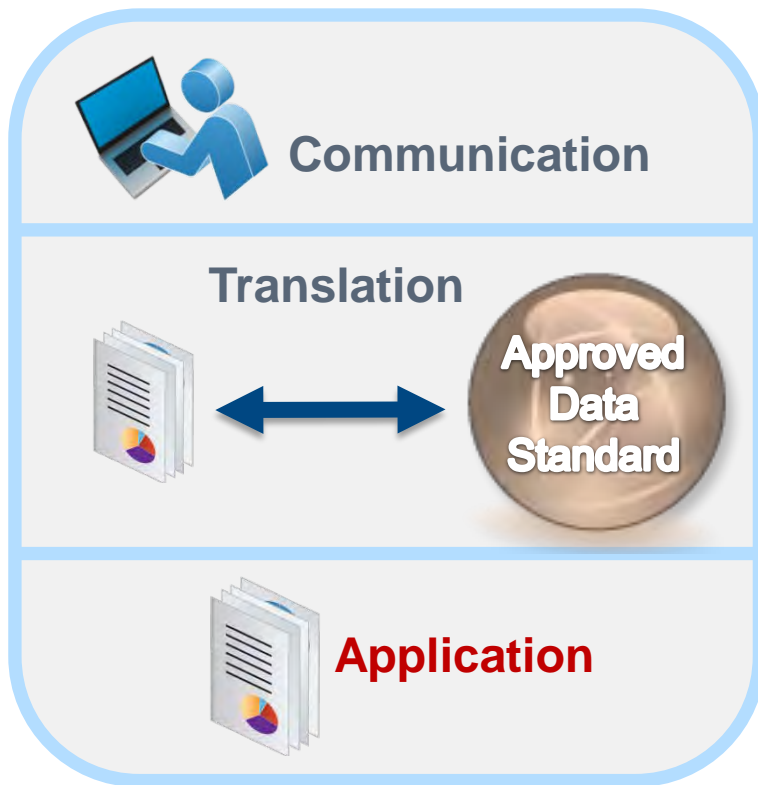 Communication
Translation
Approved
Data
Standard
Application